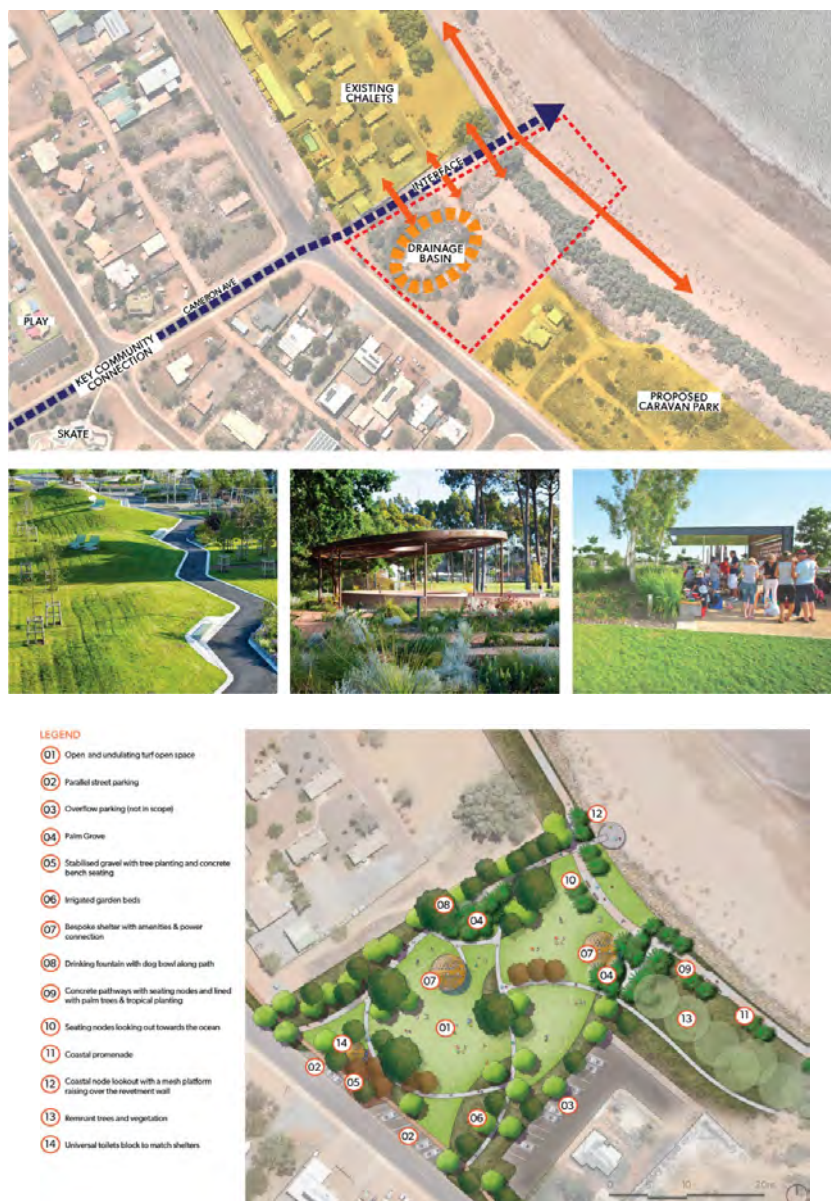 EXISTING
CHALETS
INTERFACE
DRAINAGE
BASIN
CAMERON AVE
PLAY
KEY COMMUNITY
CONNECTION
SKATE
PROPOSED
CARAVAN PARK
LEGEND
01 Open and undulating turf open space
02 Parallel street parking
03 Overflow parking (not in scope)
04 Palm Grove
05 Stabilised gravel with tree planting and concrete
bench seating
06 Irrigated garden beds
07 Bespoke shelter with amenities & power
connection
08 Drinking fountain with dog bowl along path
09 Concrete pathways with seating nodes and lined
with palm trees & tropical planting
10 Seating nodes looking out towards the ocean
11 Coastal promenade
12 Coastal node lookout with a mesh platform
raising over the revetment wall
13 Remnant trees and vegetation
14 Universal toilets block to match shelters
12
10
08
04
07
07
04
09
13
11
01
14
02
05
03
06
02
0 10 20m